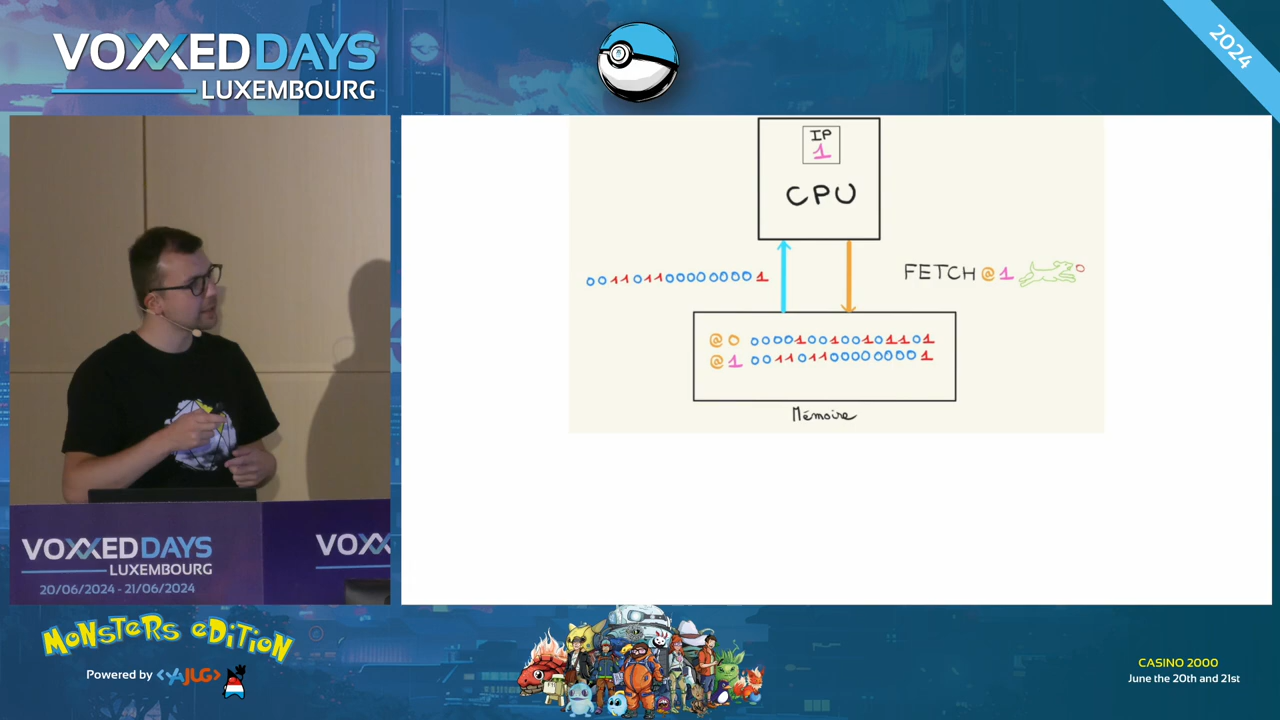 VOXXED DAYS
LUXEMBOURG
2024
IP
1
CPU
0011011000000001
FETCH @ 1
@ 0 0000100100101101
@ 1 0011011000000001
Mémoire
VOXXED DAYS
LUXEMBOURG
20/06/2024 - 21/06/2024
VOXX
MONSTERS EDITION
Powered by <YAJUG>
CASINO 2000
June the 20th and 21st